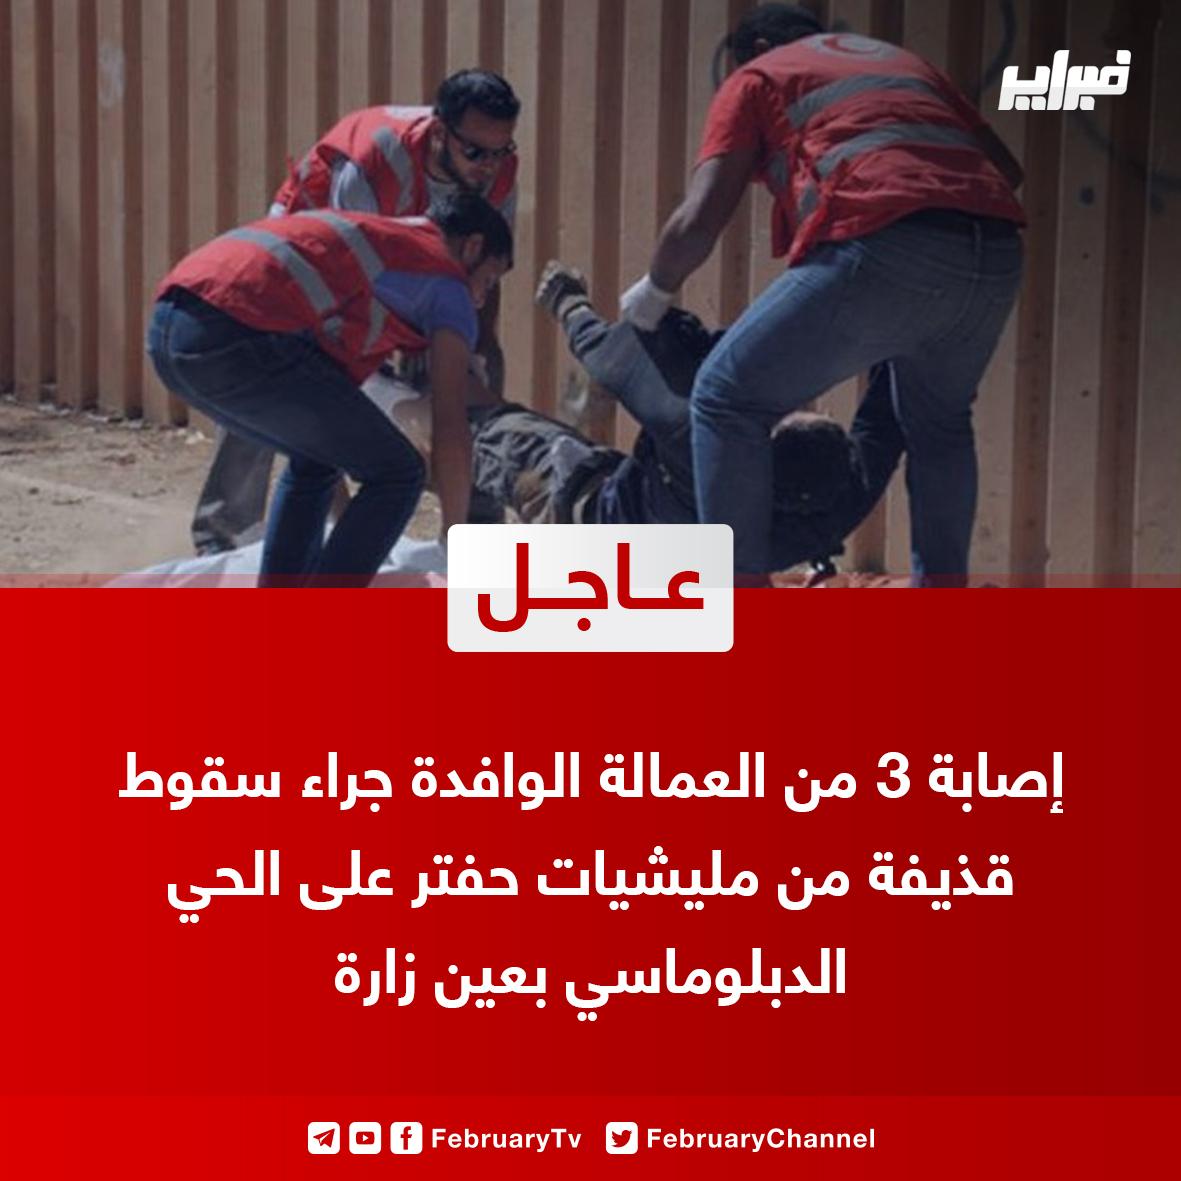 فبراير
عاجل
إصابة 3 من العمالة الوافدة جراء سقوط
قذيفة من مليشيات حفتر على الحي
الدبلوماسي بعين زارة
FebruaryTv FebruaryChannel